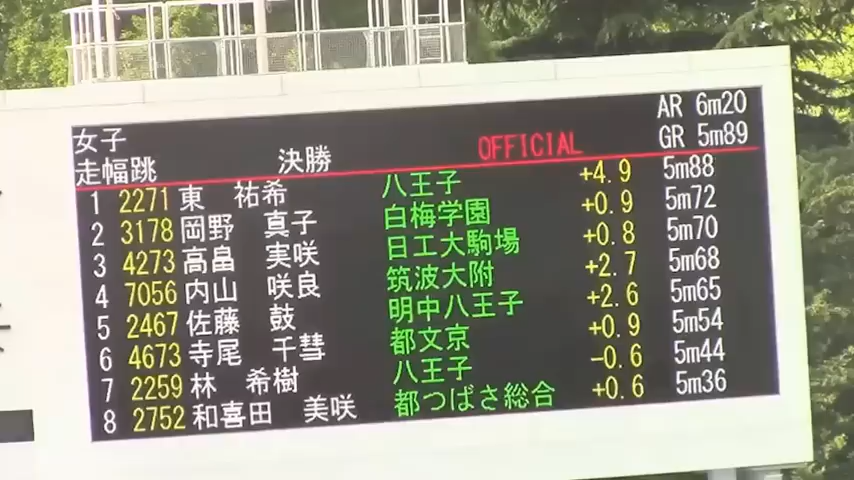 女子 AR 6m20
走幅跳 決勝 OFFICIAL GR 5m89
1 2271 東 祐希 八王子 +4.9 5m88
2 3178 岡野 真子 白梅学園 +0.9 5m72
3 4273 高畠 実咲 日工大駒場 +0.8 5m70
4 7056 内山 咲良 筑波大附 +2.7 5m68
5 2467 佐藤 鼓 明中八王子 +2.6 5m65
6 4673 寺尾 千彗 都文京 +0.9 5m54
7 2259 林 希樹 八王子 -0.6 5m44
8 2752 和喜田 美咲 都つばさ総合 +0.6 5m36